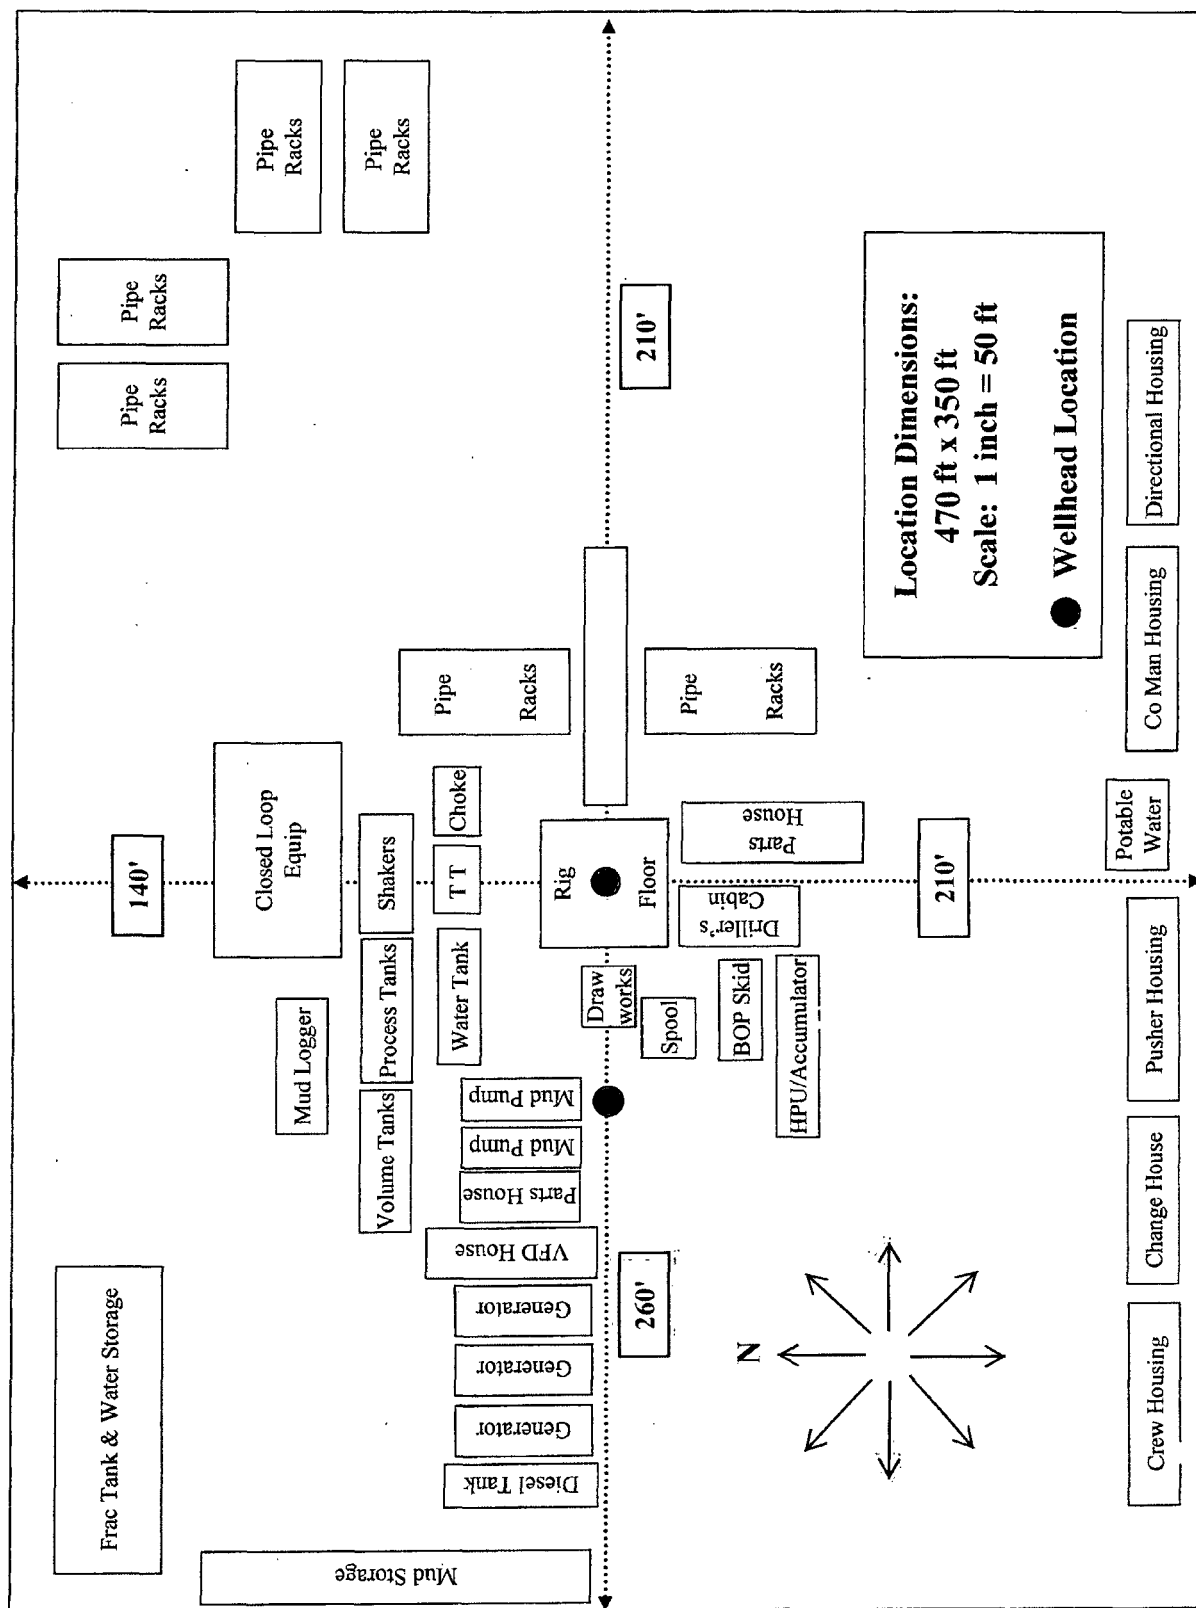 Frac Tank & Water Storage
Mud Storage
Diesel Tank
Generator
Generator
Generator
VFD House
Parts House
Mud Pump
Mud Pump
Volume Tanks
Process Tanks
Shakers
Mud Logger
Closed Loop
Equip
140'
Water Tank
T T
Choke
Pipe
Racks
Pipe
Racks
Pipe
Racks
Pipe
Racks
Pipe
Racks
Rig
Floor
Draw
works
Spool
BOP Skid
HPU/Accumulator
Driller's
Cabin
Parts
House
Pipe
Racks
210'
260'
210'
N
Location Dimensions:
470 ft x 350 ft
Scale: 1 inch = 50 ft
Wellhead Location
Crew Housing
Change House
Pusher Housing
Potable
Water
Co Man Housing
Directional Housing